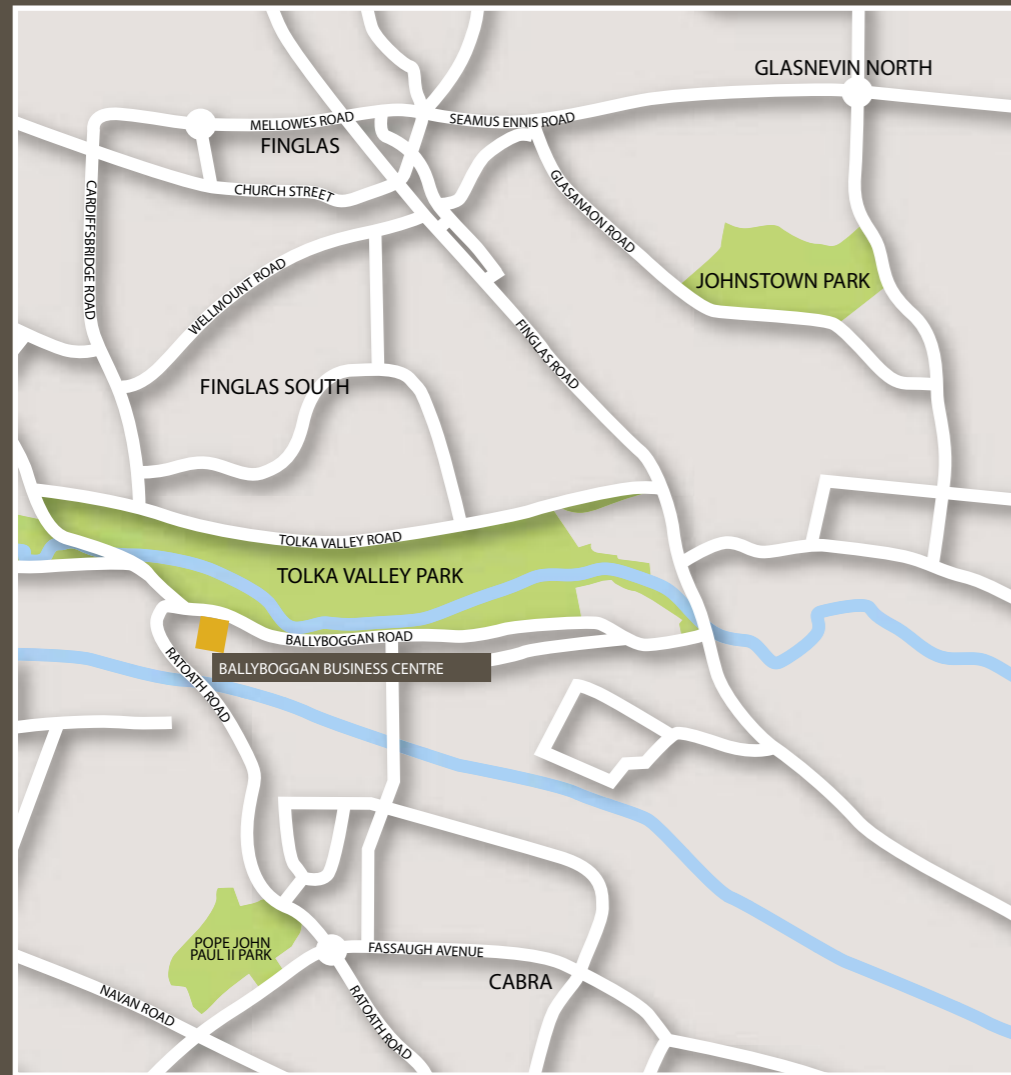 GLASNEVIN NORTH
MELLOWES ROAD
SEAMUS ENNIS ROAD
FINGLAS
CHURCH STREET
CARDIFFSBRIDGE ROAD
GLASANAON ROAD
WELLMOUNT ROAD
JOHNSTOWN PARK
FINGLAS ROAD
FINGLAS SOUTH
TOLKA VALLEY ROAD
TOLKA VALLEY PARK
BALLYBOGGAN ROAD
BALLYBOGGAN BUSINESS CENTRE
RATOATH ROAD
POPE JOHN
PAUL II PARK
FASSAUGH AVENUE
CABRA
NAVAN ROAD
RATOATH ROAD